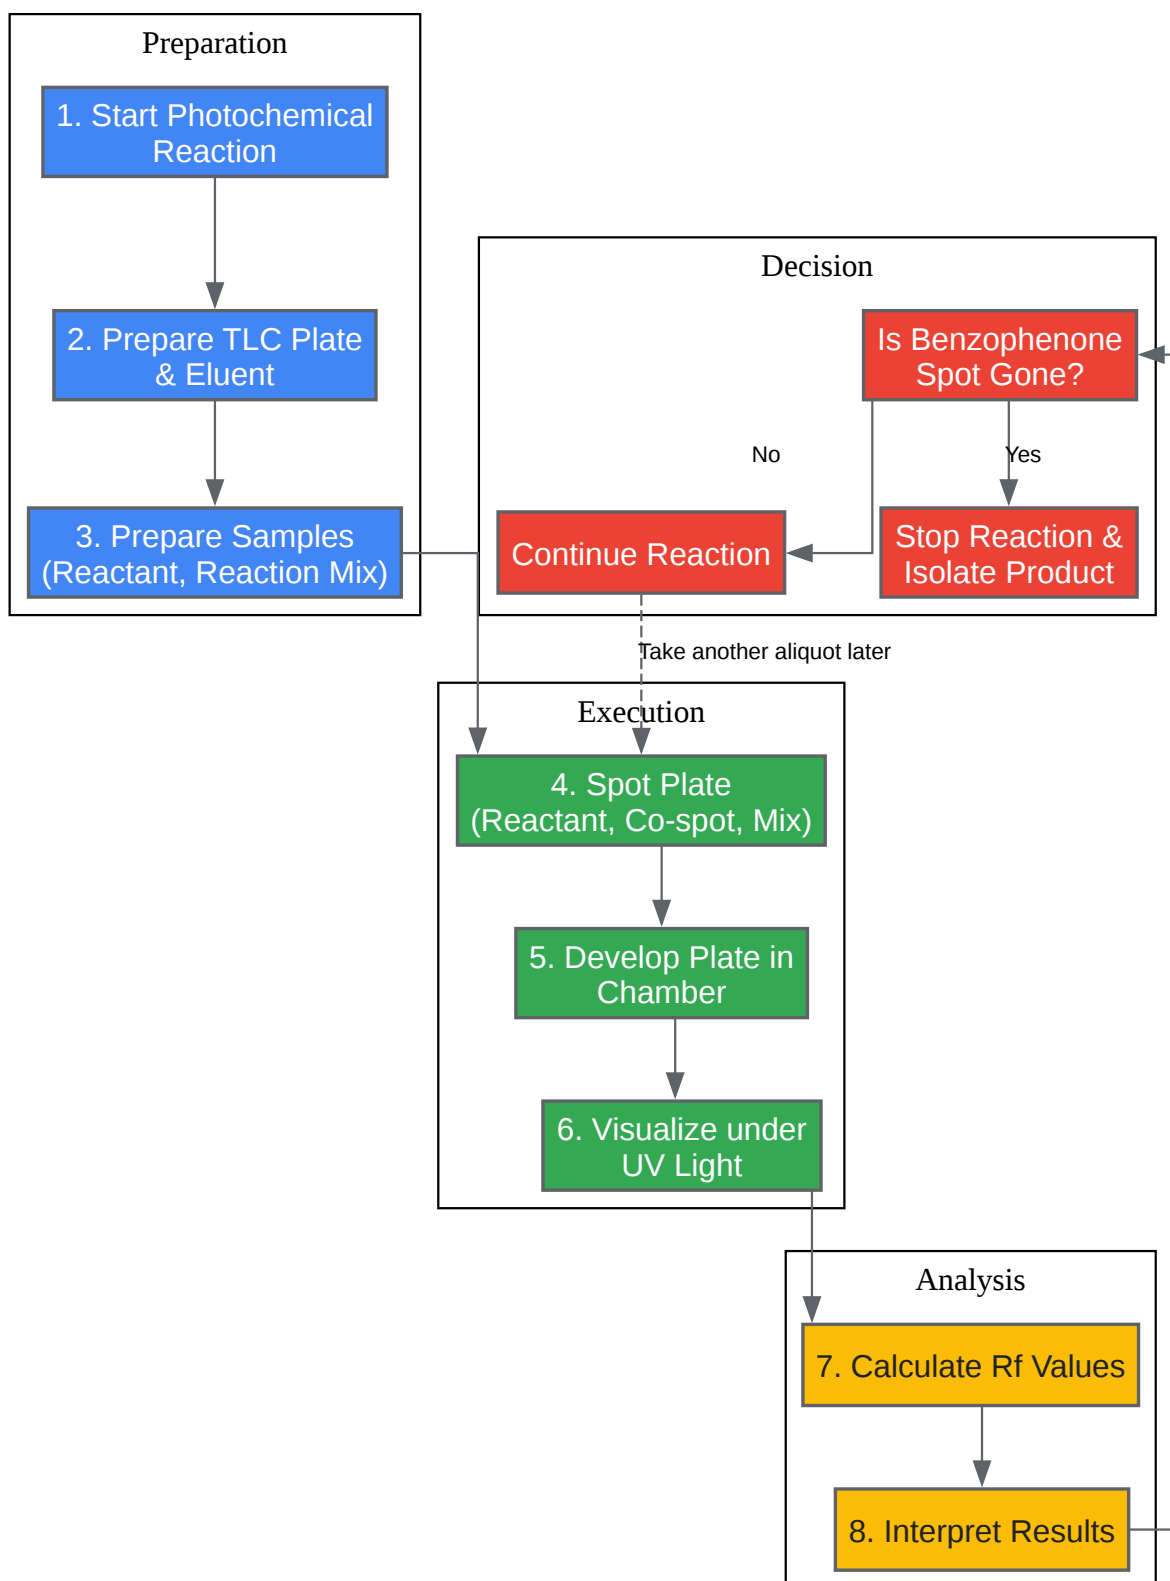 Preparation
1. Start Photochemical
Reaction
2. Prepare TLC Plate
& Eluent
3. Prepare Samples
(Reactant, Reaction Mix)
Decision
Is Benzophenone
Spot Gone?
No
Yes
Continue Reaction
Stop Reaction &
Isolate Product
Take another aliquot later
Execution
4. Spot Plate
(Reactant, Co-spot, Mix)
5. Develop Plate in
Chamber
6. Visualize under
UV Light
Analysis
7. Calculate Rf Values
8. Interpret Results